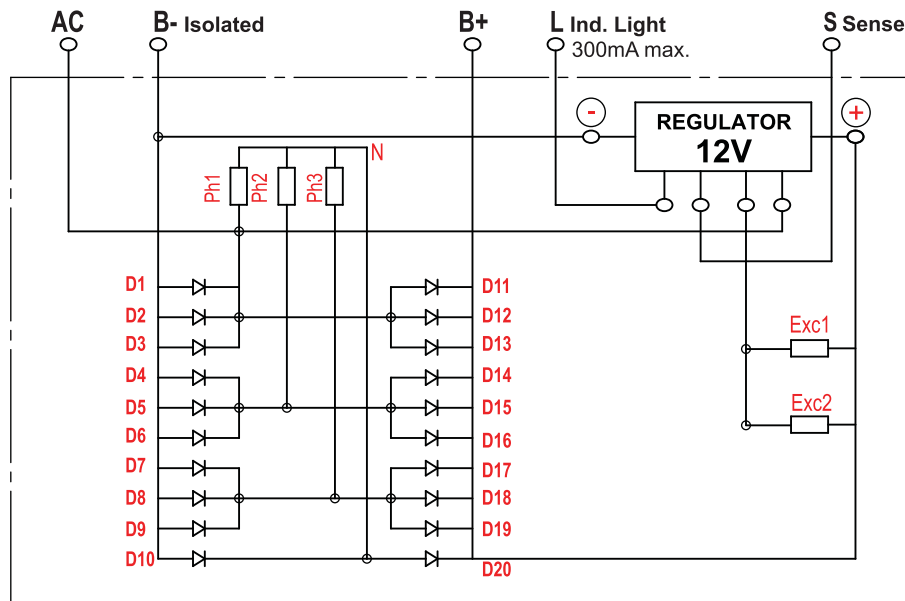 AC B- Isolated B+ L Ind. Light S Sense
300mA max.
- REGULATOR +
12V
N
Ph1 Ph2 Ph3
D1 D11
D2 D12
D3 D13
D4 D14
D5 D15
D6 D16
D7 D17
D8 D18
D9 D19
D10 D20
Exc1
Exc2